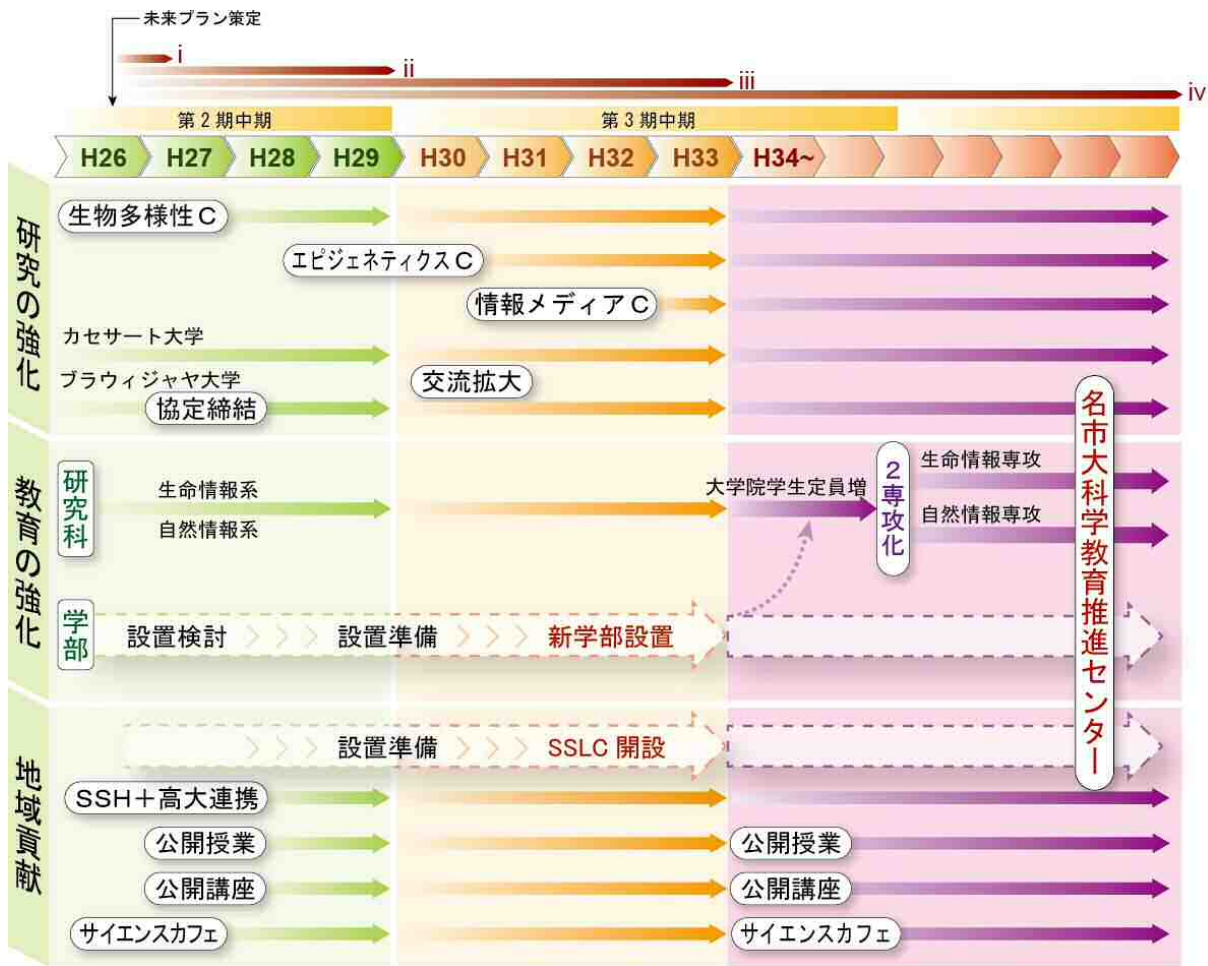 未来プラン策定
i
ii
iii
iv
第2期中期
第3期中期
H26
H27
H28
H29
H30
H31
H32
H33
H34~
研究の強化
生物多様性C
エピジェネティクスC
情報メディアC
カセサート大学
ブラウィジャヤ大学
協定締結
交流拡大
教育の強化
研究科
生命情報系
自然情報系
大学院学生定員増
2専攻化
生命情報専攻
自然情報専攻
名市大科学教育推進センター
学部
設置検討
設置準備
新学部設置
地域貢献
設置準備
SSLC 開設
SSH+高大連携
公開授業
公開授業
公開講座
公開講座
サイエンスカフェ
サイエンスカフェ